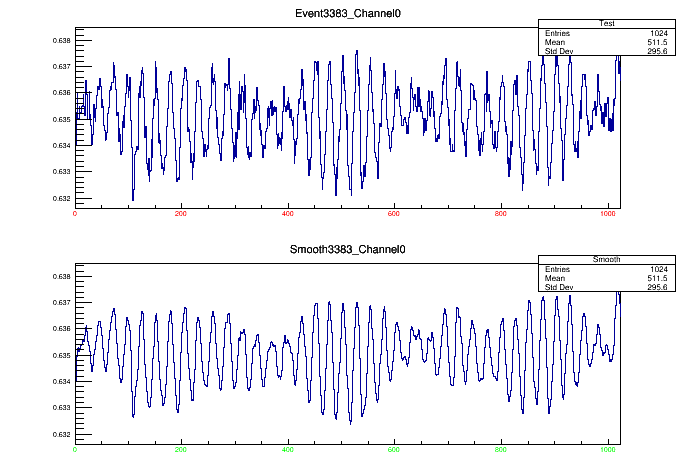 Event3383_Channel0
Test
Entries 1024
Mean 511.5
Std Dev 295.6
0.638
0.637
0.636
0.635
0.634
0.633
0.632
0 200 400 600 800 1000
Smooth3383_Channel0
Smooth
Entries 1024
Mean 511.5
Std Dev 295.6
0.638
0.637
0.636
0.635
0.634
0.633
0.632
0 200 400 600 800 1000